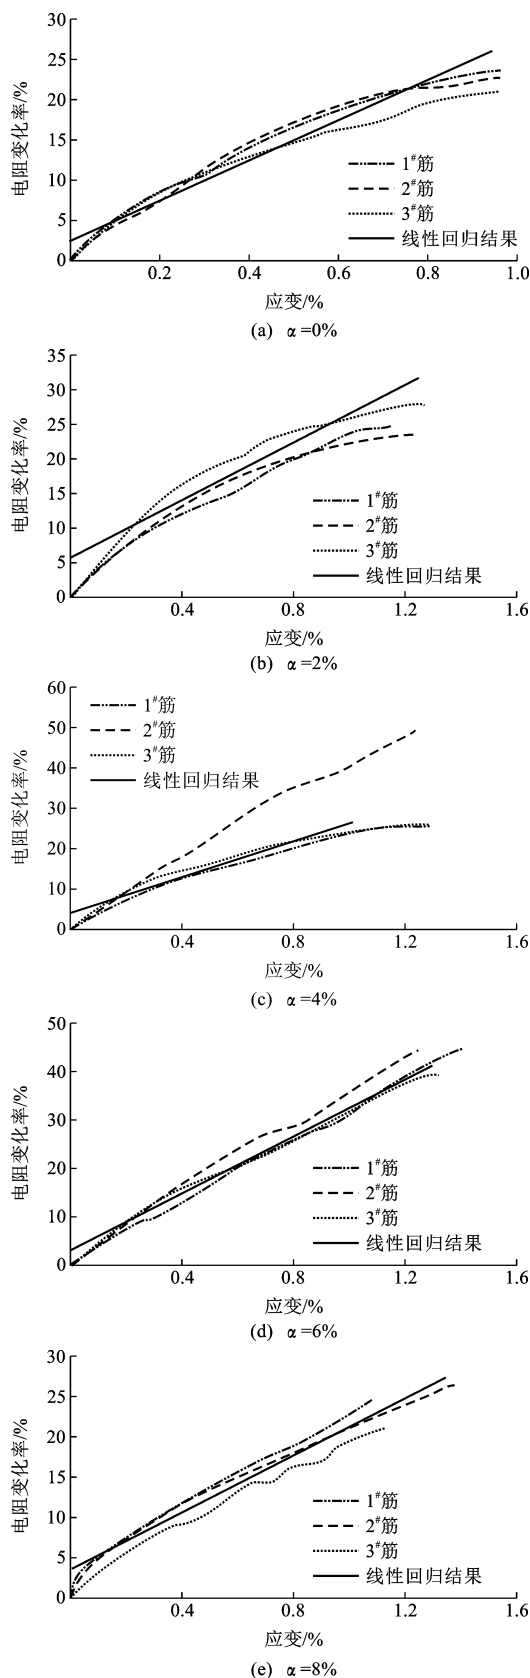 30
25
20
15
10
5
0
电阻变化率/%
1#筋
2#筋
3#筋
线性回归结果
0.2 0.4 0.6 0.8 1.0
应变/%
(a) α=0%
35
30
25
20
15
10
5
0
电阻变化率/%
1#筋
2#筋
3#筋
线性回归结果
0.4 0.8 1.2 1.6
应变/%
(b) α=2%
60
50
40
30
20
10
0
电阻变化率/%
1#筋
2#筋
3#筋
线性回归结果
0.4 0.8 1.2 1.6
应变/%
(c) α=4%
50
40
30
20
10
0
电阻变化率/%
1#筋
2#筋
3#筋
线性回归结果
0.4 0.8 1.2 1.6
应变/%
(d) α=6%
30
25
20
15
10
5
0
电阻变化率/%
1#筋
2#筋
3#筋
线性回归结果
0.4 0.8 1.2 1.6
应变/%
(e) α=8%